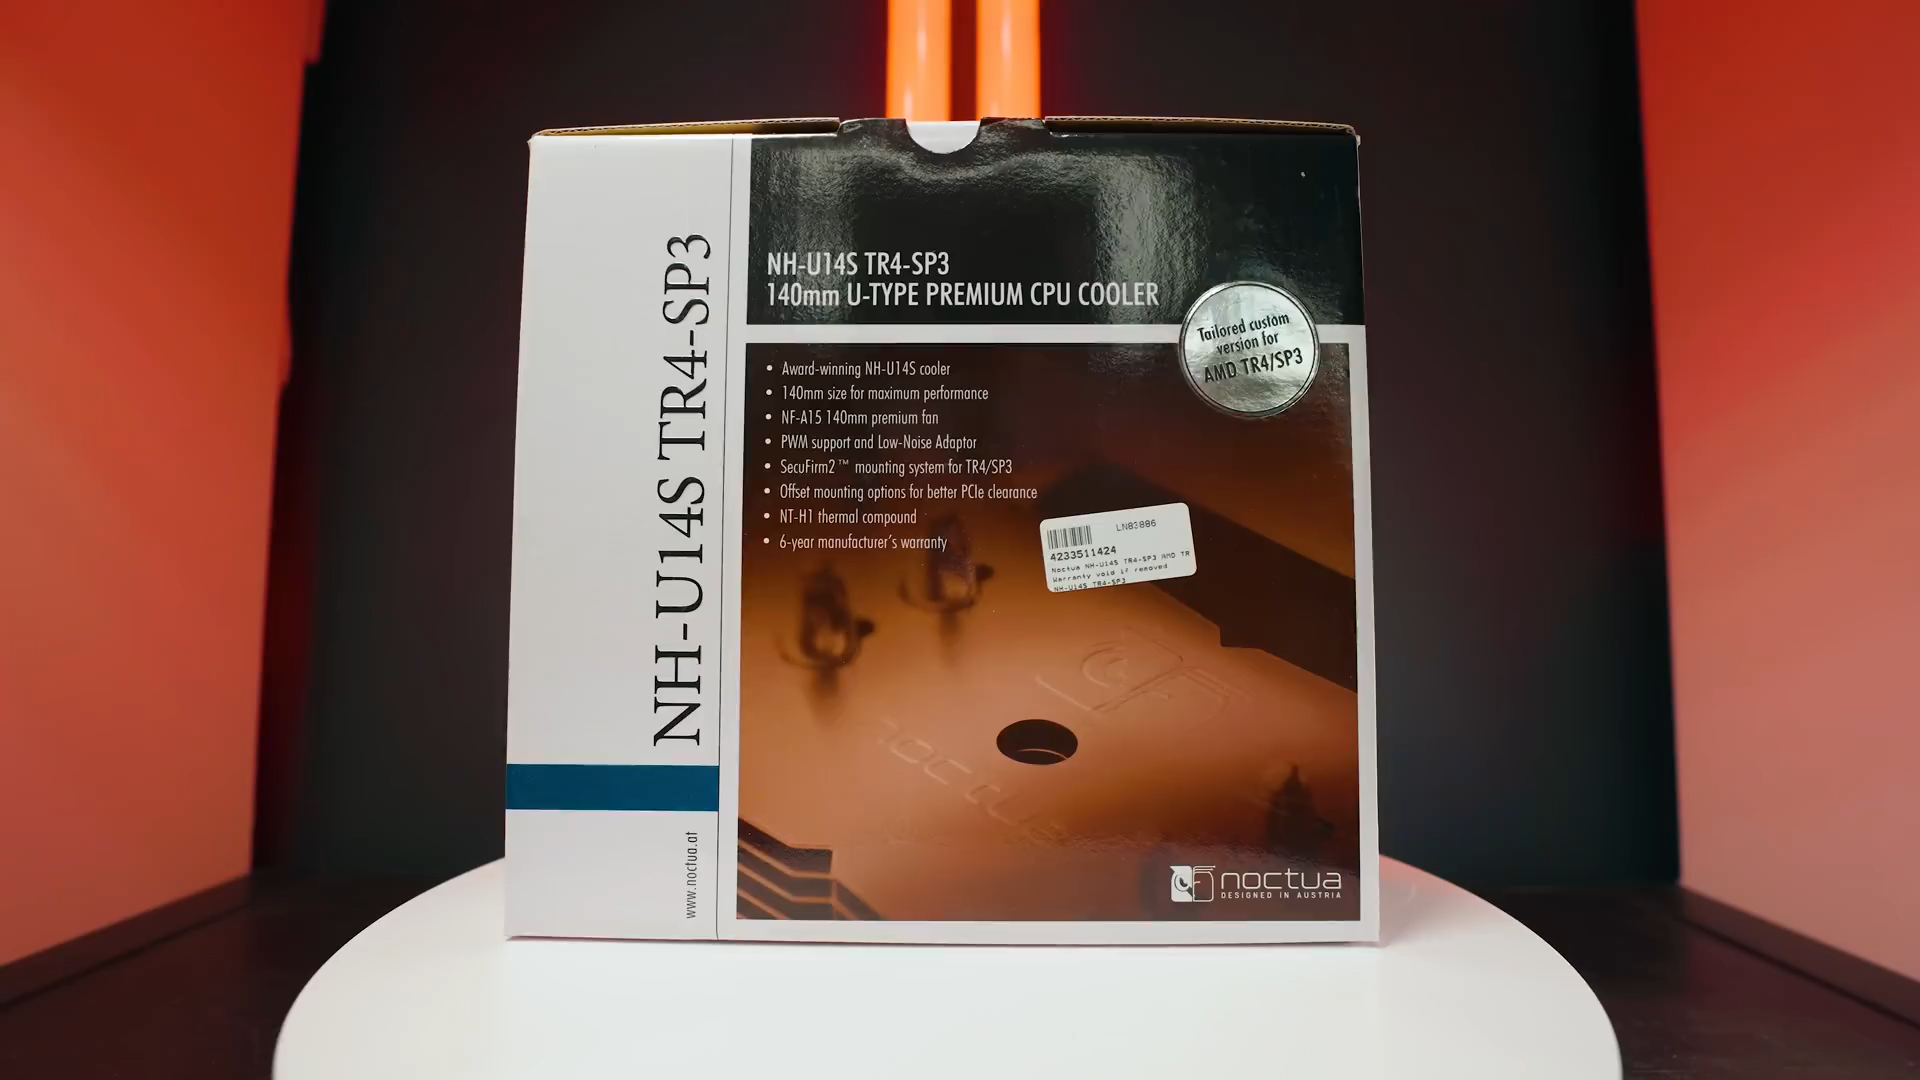 NH-U14S TR4-SP3
www.noctua.at
NH-U14S TR4-SP3
140mm U-TYPE PREMIUM CPU COOLER
Tailored custom
version for
AMD TR4/SP3
• Award-winning NH-U14S cooler
• 140mm size for maximum performance
• NF-A15 140mm premium fan
• PWM support and Low-Noise Adaptor
• SecuFirm2™ mounting system for TR4/SP3
• Offset mounting options for better PCIe clearance
• NT-H1 thermal compound
• 6-year manufacturer's warranty
LN83886
4233511424
Noctua NH-U14S TR4-SP3 AMD TR
Warranty void if removed
NH-U14S TR4-SP3
noctua
noctua
DESIGNED IN AUSTRIA